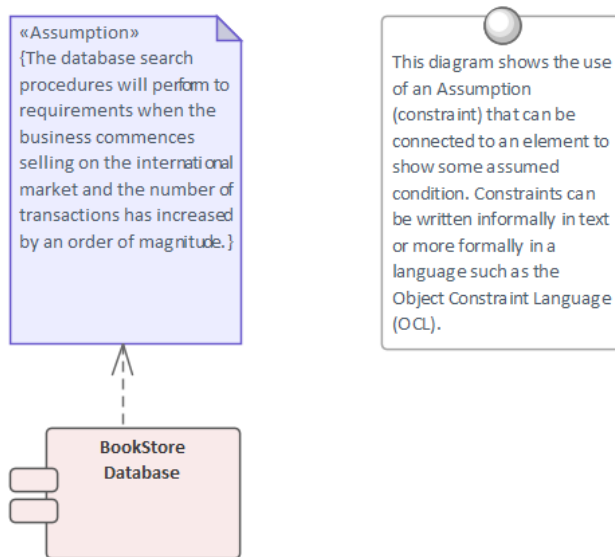 «Assumption»
{The database search
procedures will perform to
requirements when the
business commences
selling on the international
market and the number of
transactions has increased
by an order of magnitude.}
This diagram shows the use
of an Assumption
(constraint) that can be
connected to an element to
show some assumed
condition. Constraints can
be written informally in text
or more formally in a
language such as the
Object Constraint Language
(OCL).
BookStore
Database